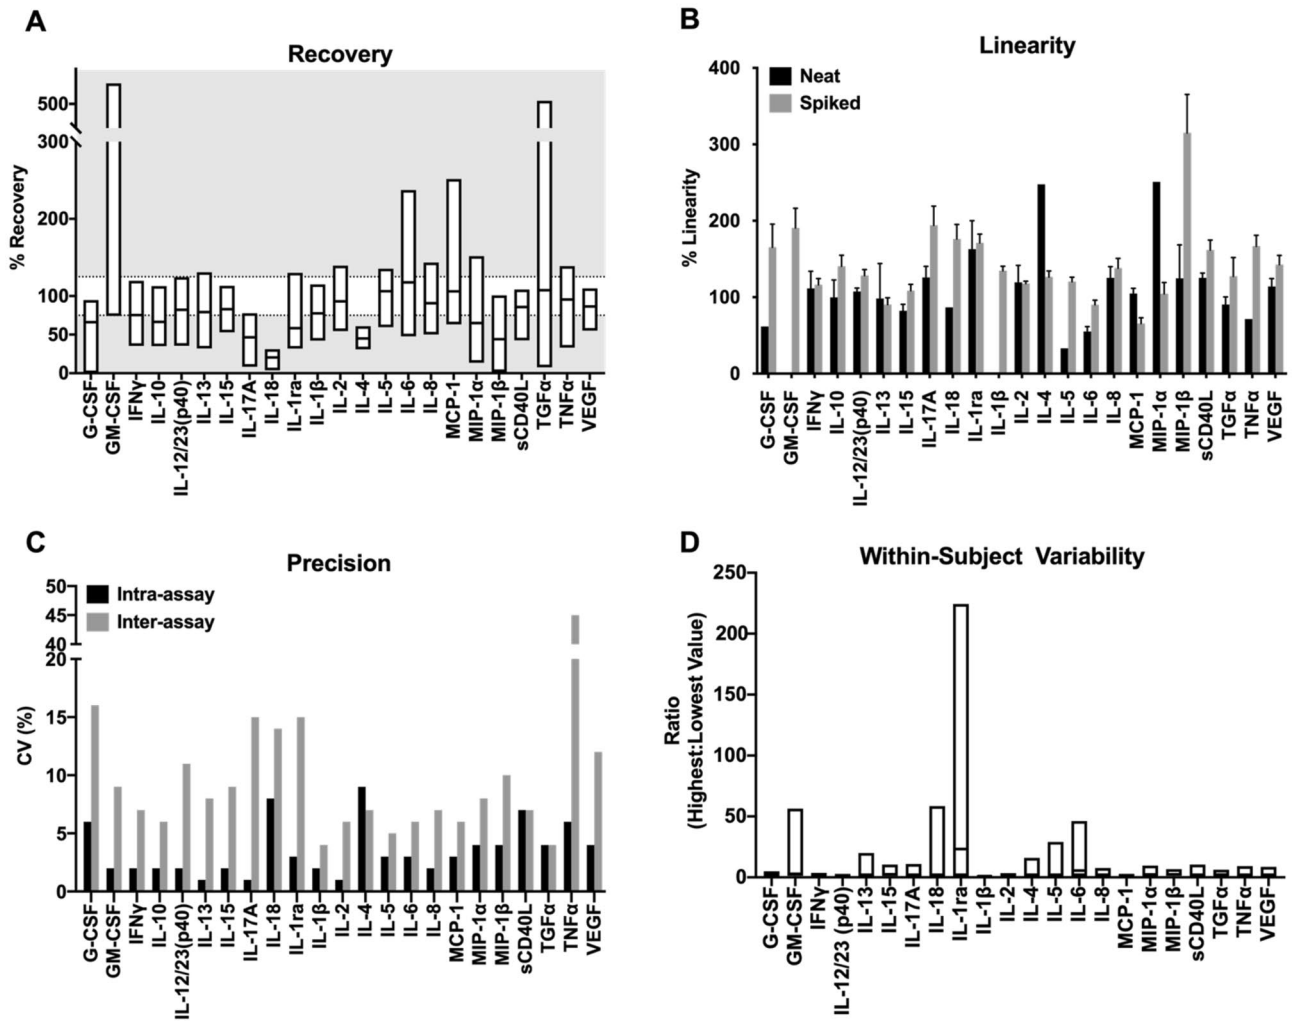 A
Recovery
% Recovery
500
300
200
100
50
0
G-CSF
GM-CSF
IFNγ
IL-10
IL-12/23(p40)
IL-13
IL-15
IL-17A
IL-18
IL-1ra
IL-1β
IL-2
IL-4
IL-5
IL-6
IL-8
MCP-1
MIP-1α
MIP-1β
sCD40L
TGFα
TNFα
VEGF
B
Linearity
Neat
Spiked
% Linearity
400
300
200
100
0
G-CSF
GM-CSF
IFNγ
IL-10
IL-12/23(p40)
IL-13
IL-15
IL-17A
IL-18
IL-1ra
IL-1β
IL-2
IL-4
IL-5
IL-6
IL-8
MCP-1
MIP-1α
MIP-1β
sCD40L
TGFα
TNFα
VEGF
C
Precision
Intra-assay
Inter-assay
CV (%)
50
45
40
20
15
10
5
0
G-CSF
GM-CSF
IFNγ
IL-10
IL-12/23(p40)
IL-13
IL-15
IL-17A
IL-18
IL-1ra
IL-1β
IL-2
IL-4
IL-5
IL-6
IL-8
MCP-1
MIP-1α
MIP-1β
sCD40L
TGFα
TNFα
VEGF
D
Within-Subject Variability
Ratio
(Highest:Lowest Value)
250
200
150
100
50
0
G-CSF
GM-CSF
IFNγ
IL-12/23 (p40)
IL-13
IL-15
IL-17A
IL-18
IL-1ra
IL-1β
IL-2
IL-4
IL-5
IL-6
IL-8
MCP-1
MIP-1α
MIP-1β
sCD40L
TGFα
TNFα
VEGF